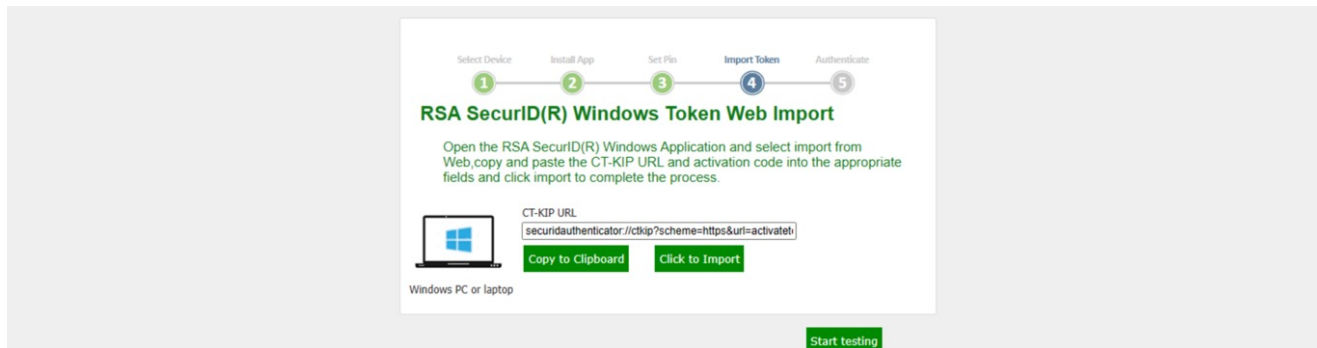 Select Device Install App Set Pin Import Token Authenticate
1 2 3 4 5
RSA SecurID(R) Windows Token Web Import
Open the RSA SecurID(R) Windows Application and select import from
Web,copy and paste the CT-KIP URL and activation code into the appropriate
fields and click import to complete the process.
CT-KIP URL
securidauthenticator://ctkip?scheme=https&url=activatet
Copy to Clipboard Click to Import
Windows PC or laptop
Start testing